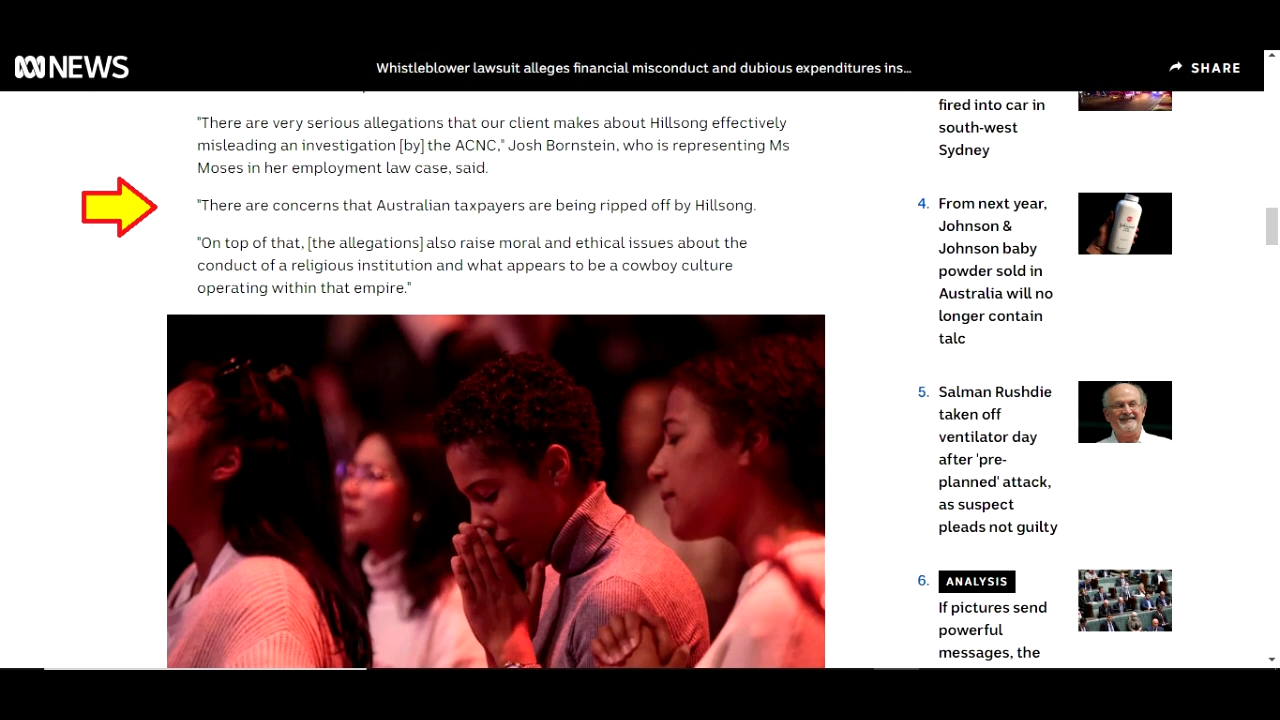 NEWS
Whistleblower lawsuit alleges financial misconduct and dubious expenditures ins...
SHARE
"There are very serious allegations that our client makes about Hillsong effectively
misleading an investigation [by] the ACNC," Josh Bornstein, who is representing Ms
Moses in her employment law case, said.
"There are concerns that Australian taxpayers are being ripped off by Hillsong.
"On top of that, [the allegations] also raise moral and ethical issues about the
conduct of a religious institution and what appears to be a cowboy culture
operating within that empire."
fired into car in
south-west
Sydney
4. From next year,
Johnson &
Johnson baby
powder sold in
Australia will no
longer contain
talc
5. Salman Rushdie
taken off
ventilator day
after 'pre-
planned' attack,
as suspect
pleads not guilty
6. ANALYSIS
If pictures send
powerful
messages, the